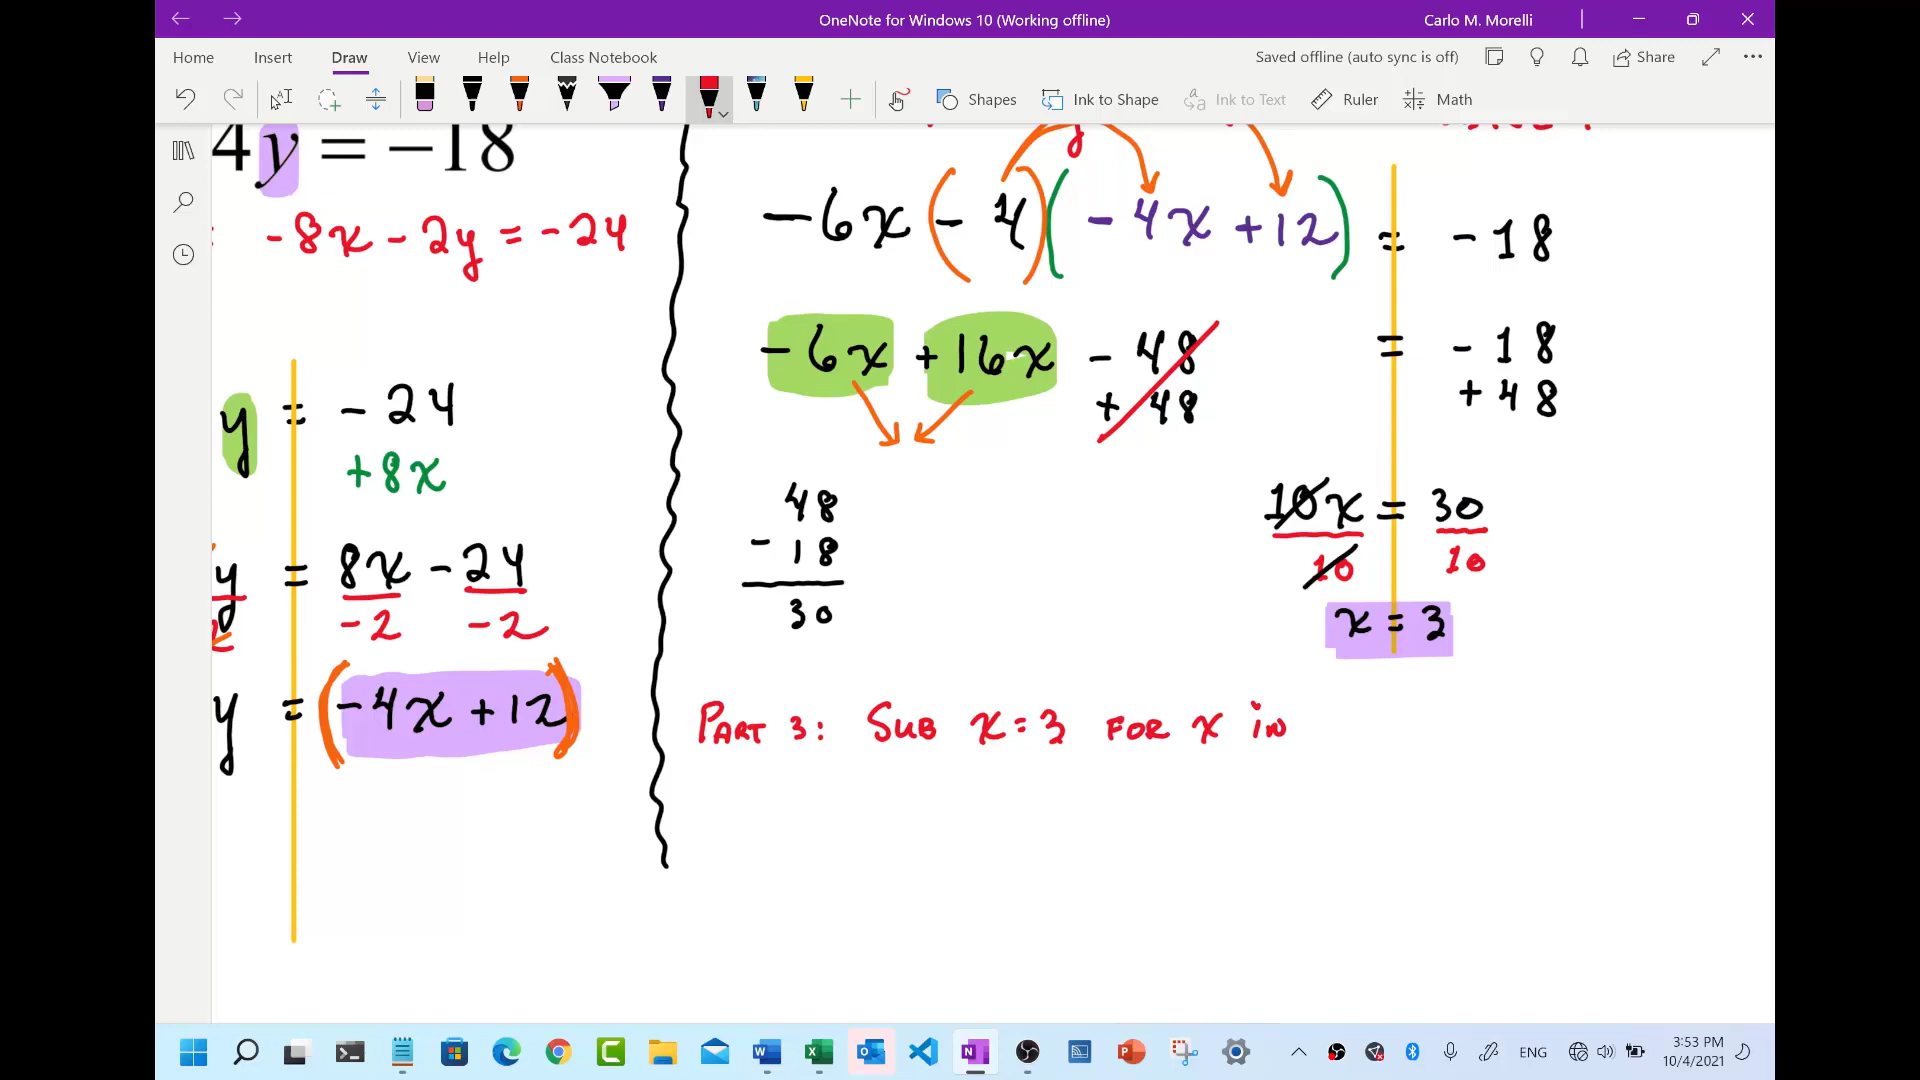 OneNote for Windows 10 (Working offline)
Carlo M. Morelli
Home Insert Draw View Help Class Notebook
Saved offline (auto sync is off) Share
Shapes Ink to Shape Ink to Text Ruler Math
4y = -18
-8x - 2y = -24
y = -24
+8x
y = 8x - 24
-2 -2
y = (-4x + 12)
y
-6x (-4)(-4x + 12) = -18
-6x + 16x - 48 = -18
+ 48 + 48
48
- 18
30
10x = 30
10 10
x = 3
PART 3: SUB x = 3 FOR x in
ENG
3:53 PM
10/4/2021